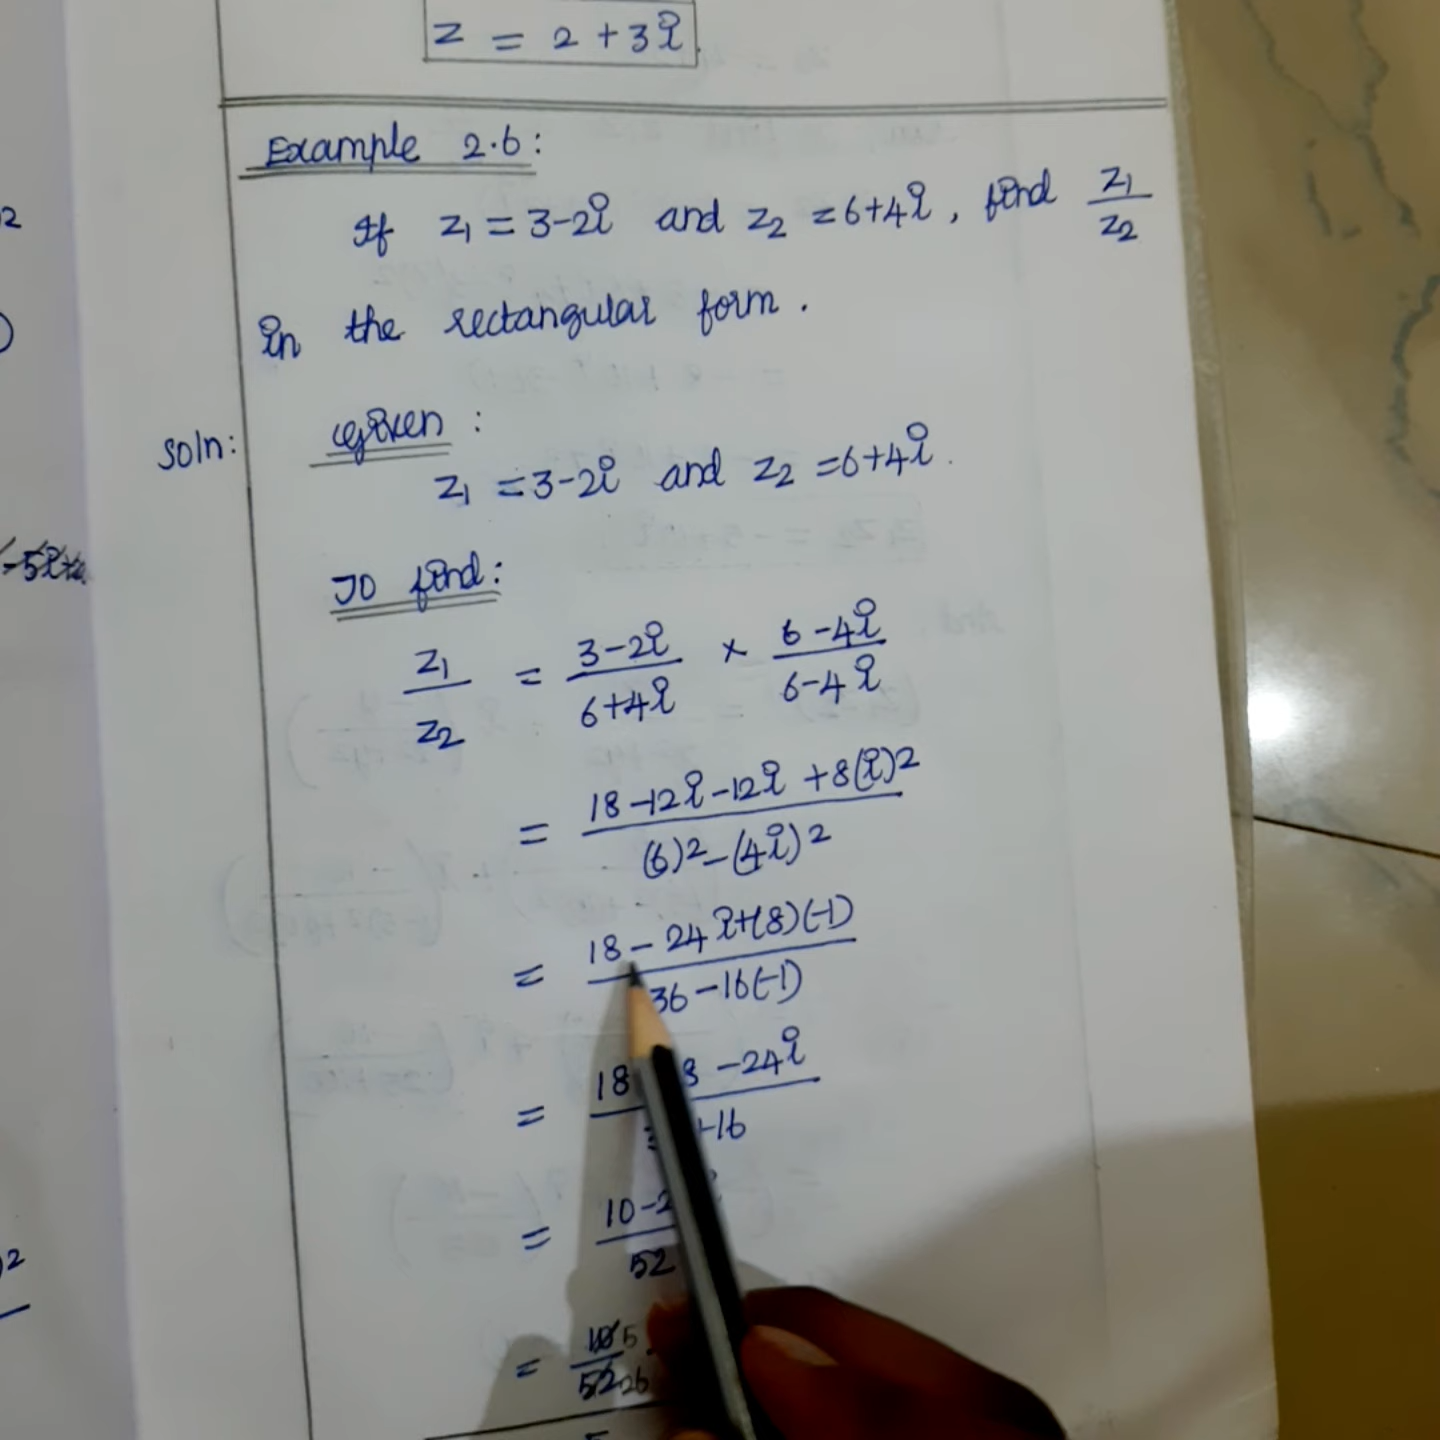 z = 2 + 3i
Example 2.6:
If z₁ = 3-2i and z₂ = 6+4i, find z₁/z₂
in the rectangular form.
Soln:
Given:
z₁ = 3-2i and z₂ = 6+4i.
To find:
z₁/z₂ = 3-2i/6+4i × 6-4i/6-4i
= 18-12i-12i+8(i)²/(6)²-(4i)²
= 18-24i+(8)(-1)/36-16(-1)
= 18 8 -24i/+16
= 10-2/52
= 10 5/52 26